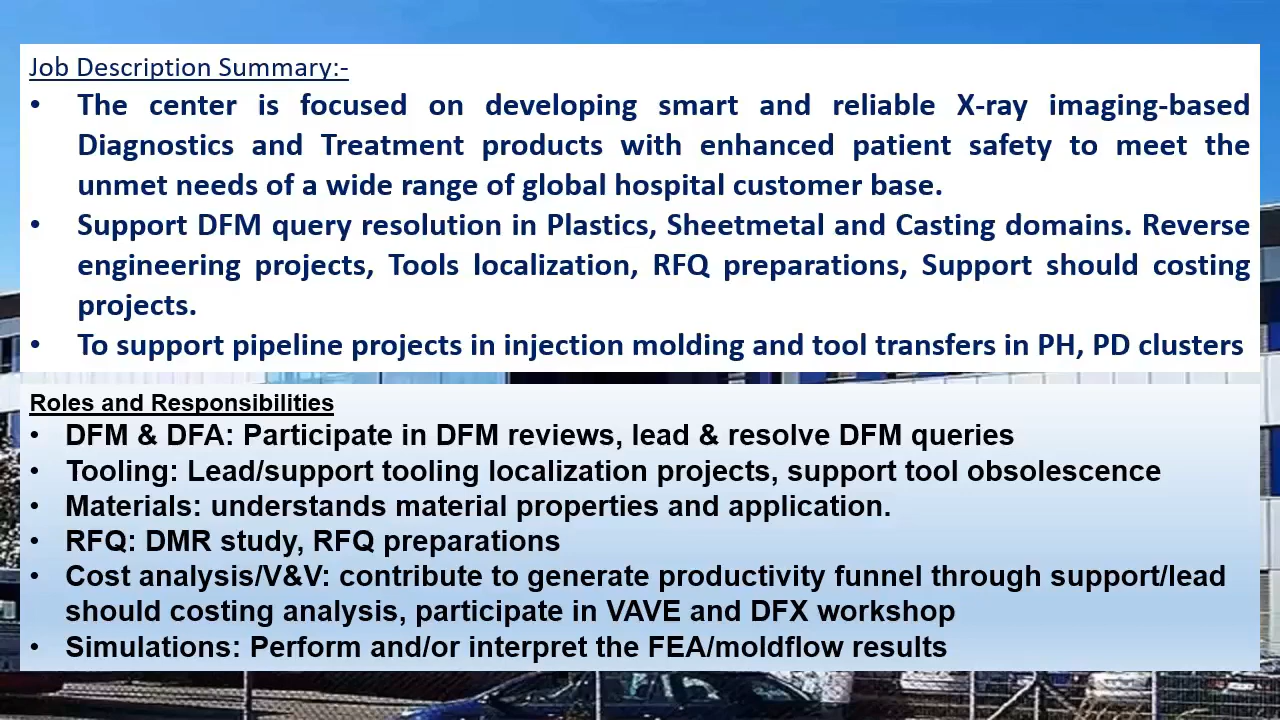 Job Description Summary:-
• The center is focused on developing smart and reliable X-ray imaging-based
Diagnostics and Treatment products with enhanced patient safety to meet the
unmet needs of a wide range of global hospital customer base.
• Support DFM query resolution in Plastics, Sheetmetal and Casting domains. Reverse
engineering projects, Tools localization, RFQ preparations, Support should costing
projects.
• To support pipeline projects in injection molding and tool transfers in PH, PD clusters
Roles and Responsibilities
• DFM & DFA: Participate in DFM reviews, lead & resolve DFM queries
• Tooling: Lead/support tooling localization projects, support tool obsolescence
• Materials: understands material properties and application.
• RFQ: DMR study, RFQ preparations
• Cost analysis/V&V: contribute to generate productivity funnel through support/lead
should costing analysis, participate in VAVE and DFX workshop
• Simulations: Perform and/or interpret the FEA/moldflow results